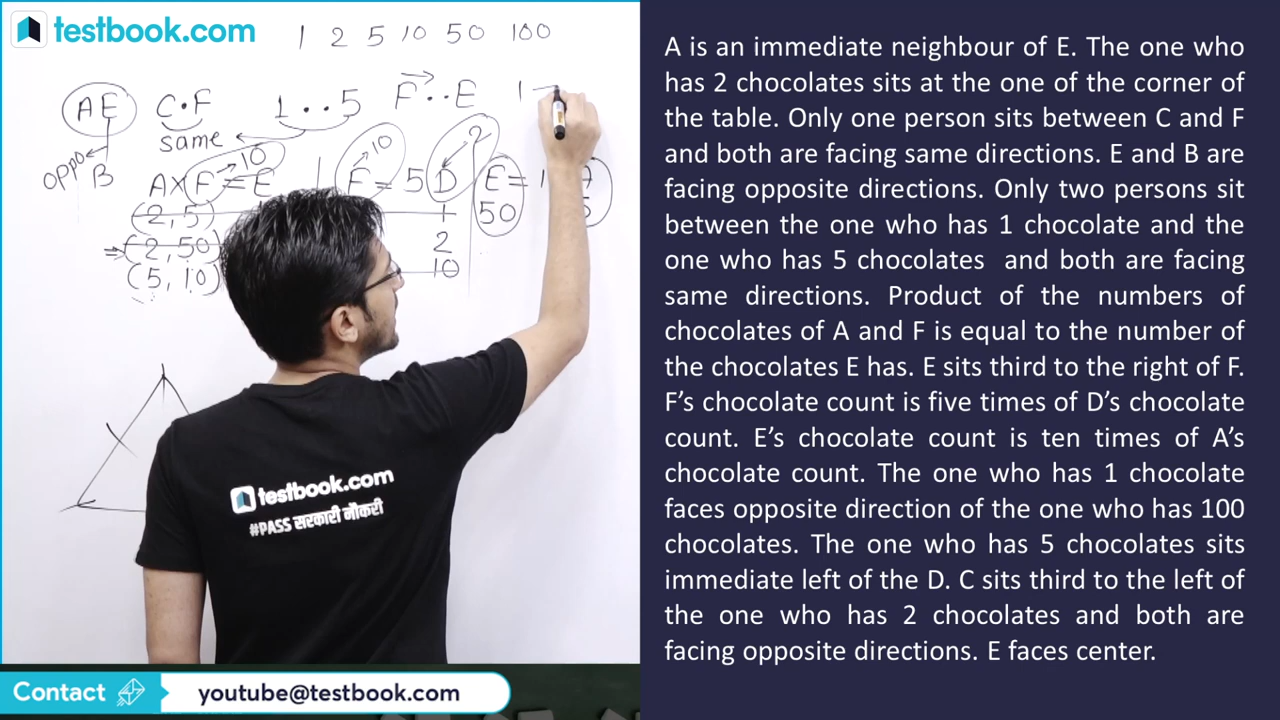 testbook.com
1 2 5 10 50 100
A E C • F 1 • • 5 F • • E 1
same
oppo B A × F = E 10 F = 5 D 10 2 E = 1
(2, 5) 1 50 5
⇒ (2, 50) 2
(5, 10) 10
testbook.com
#PASS सरकारी नौकरी
Contact youtube@testbook.com
A is an immediate neighbour of E. The one who
has 2 chocolates sits at the one of the corner of
the table. Only one person sits between C and F
and both are facing same directions. E and B are
facing opposite directions. Only two persons sit
between the one who has 1 chocolate and the
one who has 5 chocolates and both are facing
same directions. Product of the numbers of
chocolates of A and F is equal to the number of
the chocolates E has. E sits third to the right of F.
F's chocolate count is five times of D's chocolate
count. E's chocolate count is ten times of A's
chocolate count. The one who has 1 chocolate
faces opposite direction of the one who has 100
chocolates. The one who has 5 chocolates sits
immediate left of the D. C sits third to the left of
the one who has 2 chocolates and both are
facing opposite directions. E faces center.